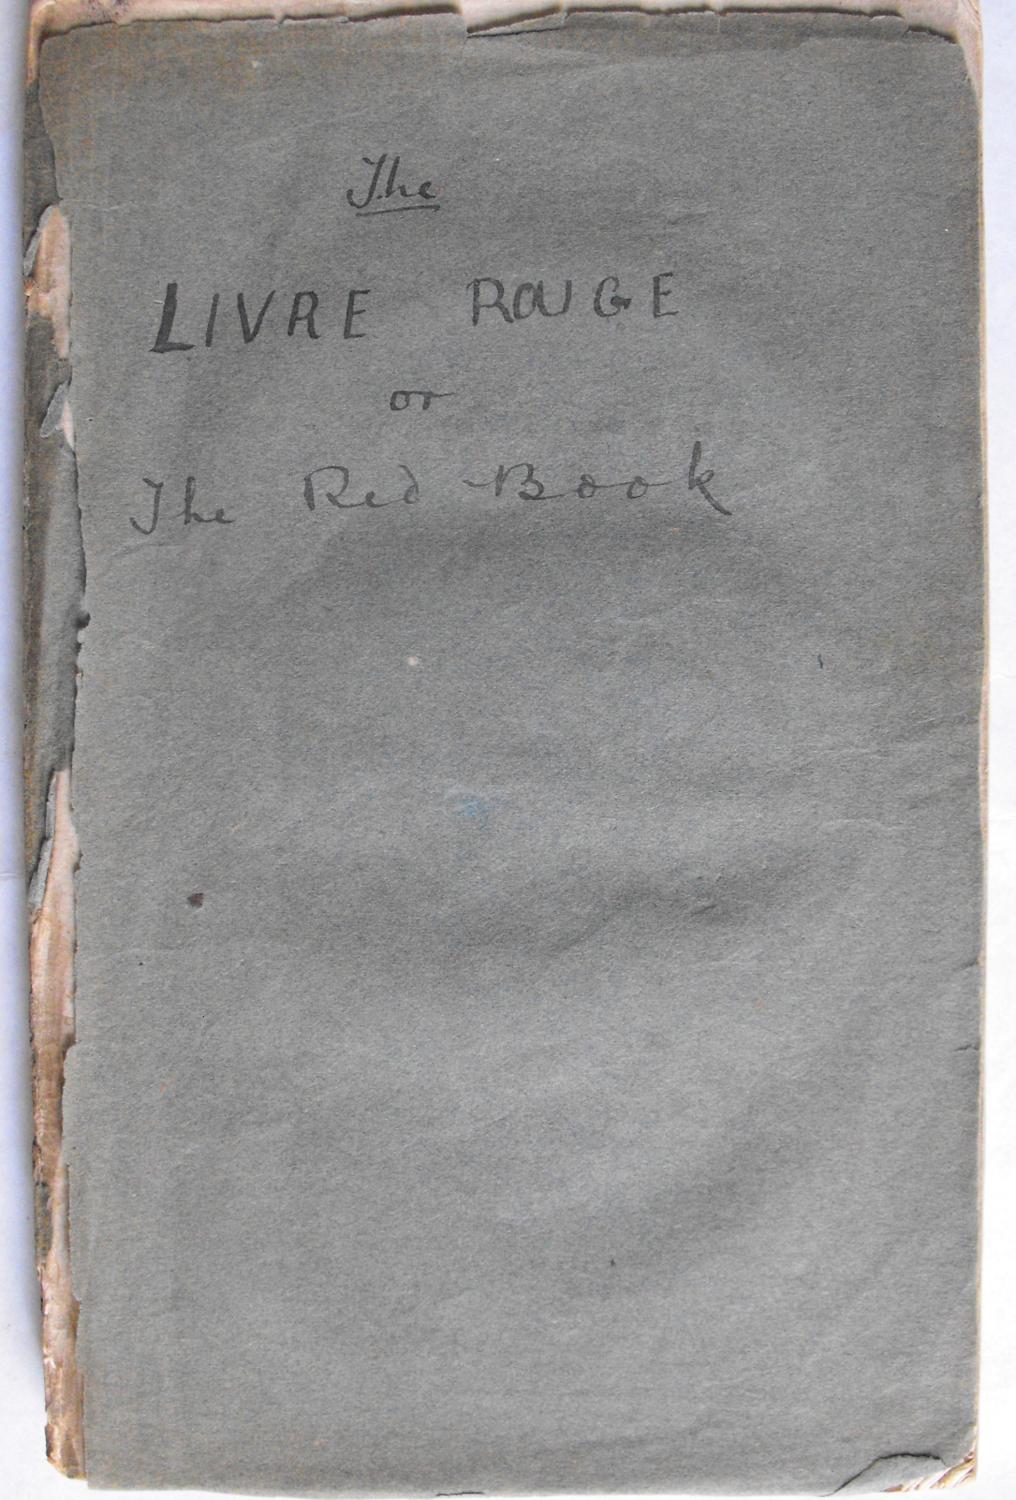 The
LIVRE ROUGE
or
The Red Book